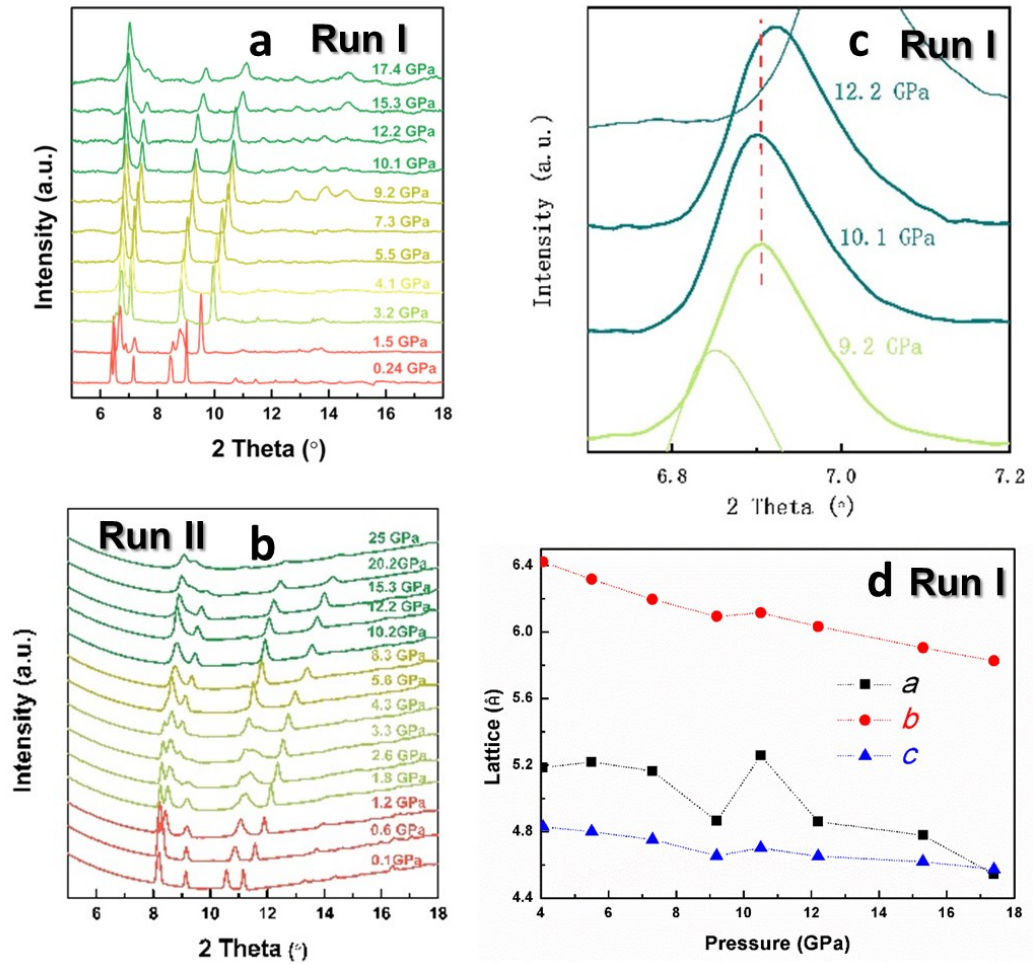 a Run I
17.4 GPa
15.3 GPa
12.2 GPa
10.1 GPa
9.2 GPa
7.3 GPa
5.5 GPa
4.1 GPa
3.2 GPa
1.5 GPa
0.24 GPa
Intensity (a.u.)
6 8 10 12 14 16 18
2 Theta (°)
c Run I
12.2 GPa
10.1 GPa
9.2 GPa
Intensity (a.u.)
6.8 7.0 7.2
2 Theta (°)
Run II b
25 GPa
20.2GPa
15.3 GPa
12.2 GPa
10.2GPa
8.3 GPa
5.6 GPa
4.3 GPa
3.3 GPa
2.6 GPa
1.8 GPa
1.2 GPa
0.6 GPa
0.1GPa
Intensity (a.u.)
6 8 10 12 14 16 18
2 Theta (°)
d Run I
6.4
6.0
5.6
5.2
4.8
4.4
a
b
c
Lattice (Å)
4 6 8 10 12 14 16 18
Pressure (GPa)